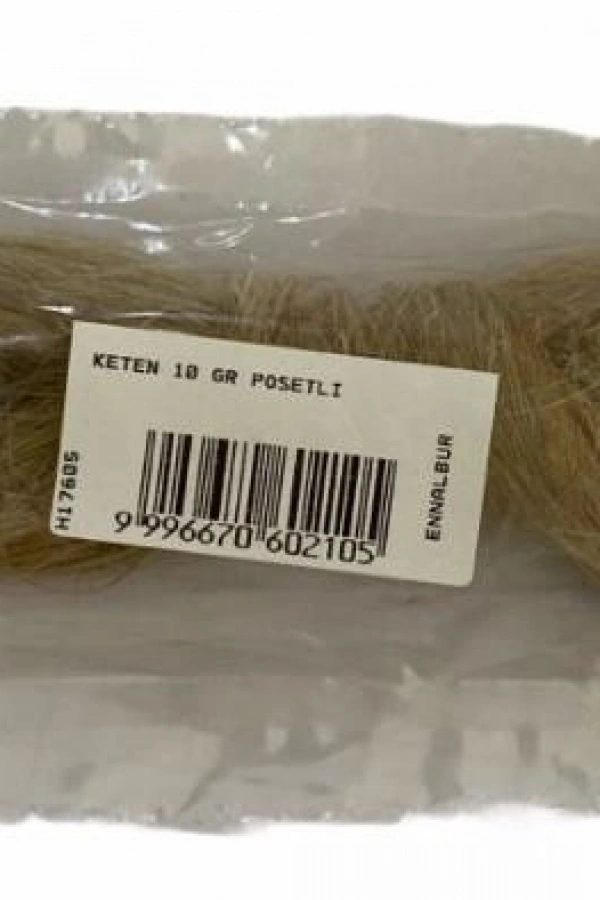 KETEN 10 GR POSETLI
H17605
ENNALBUR
9 996670 602105